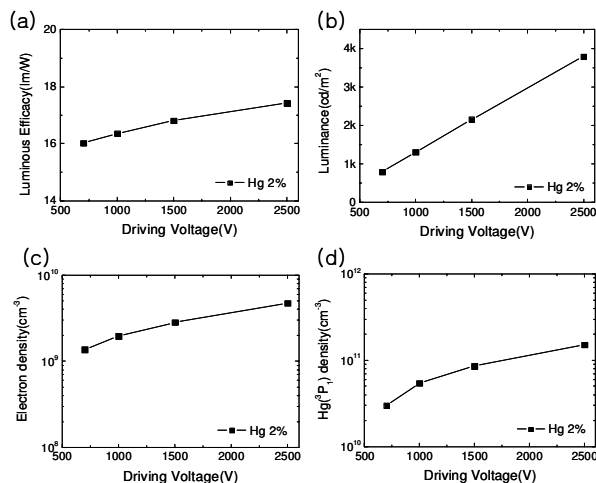 (a)
20
18
16
14
Luminous Efficacy(lm/W)
Hg 2%
500 1000 1500 2000 2500
Driving Voltage(V)
(b)
4k
3k
2k
1k
0
Luminance(cd/m²)
Hg 2%
500 1000 1500 2000 2500
Driving Voltage(V)
(c)
10¹⁰
10⁹
10⁸
Electron density(cm⁻³)
Hg 2%
500 1000 1500 2000 2500
Driving Voltage(V)
(d)
10¹²
10¹¹
10¹⁰
Hg(³P₁) density(cm⁻³)
Hg 2%
500 1000 1500 2000 2500
Driving Voltage(V)